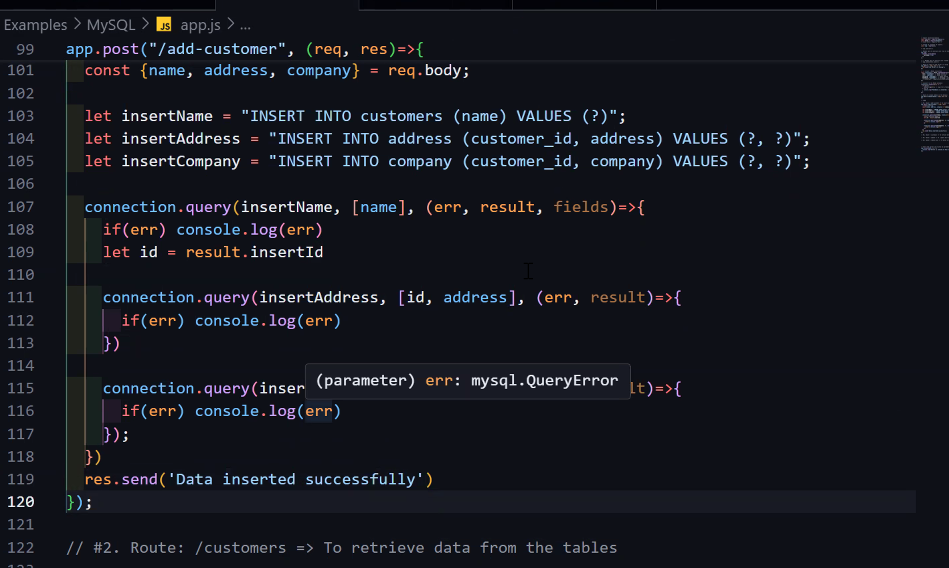 Examples > MySQL > JS app.js > ...
99 app.post("/add-customer", (req, res)=>{
101 const {name, address, company} = req.body;
102
103 let insertName = "INSERT INTO customers (name) VALUES (?)";
104 let insertAddress = "INSERT INTO address (customer_id, address) VALUES (?, ?)";
105 let insertCompany = "INSERT INTO company (customer_id, company) VALUES (?, ?)";
106
107 connection.query(insertName, [name], (err, result, fields)=>{
108 if(err) console.log(err)
109 let id = result.insertId
110
111 connection.query(insertAddress, [id, address], (err, result)=>{
112 if(err) console.log(err)
113 })
114
(parameter) err: mysql.QueryError
115 connection.query(inser lt)=>{
116 if(err) console.log(err)
117 });
118 })
119 res.send('Data inserted successfully')
120 });
121
122 // #2. Route: /customers => To retrieve data from the tables